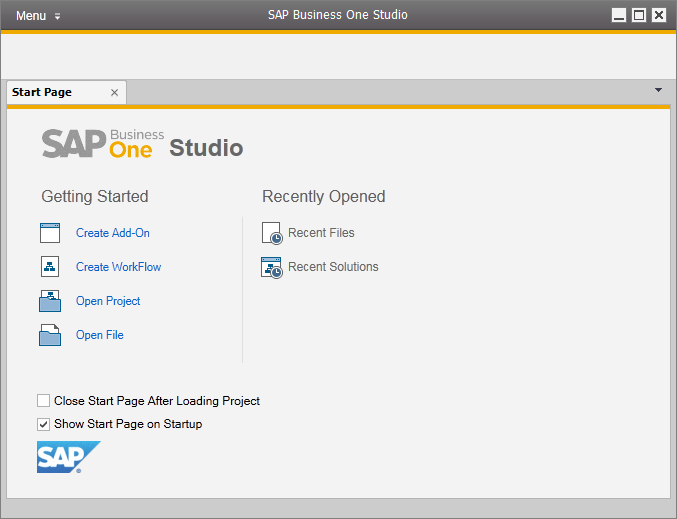 Menu
SAP Business One Studio
Start Page
SAP Business One Studio
Getting Started
Create Add-On
Create WorkFlow
Open Project
Open File
Recently Opened
Recent Files
Recent Solutions
Close Start Page After Loading Project
Show Start Page on Startup
SAP®